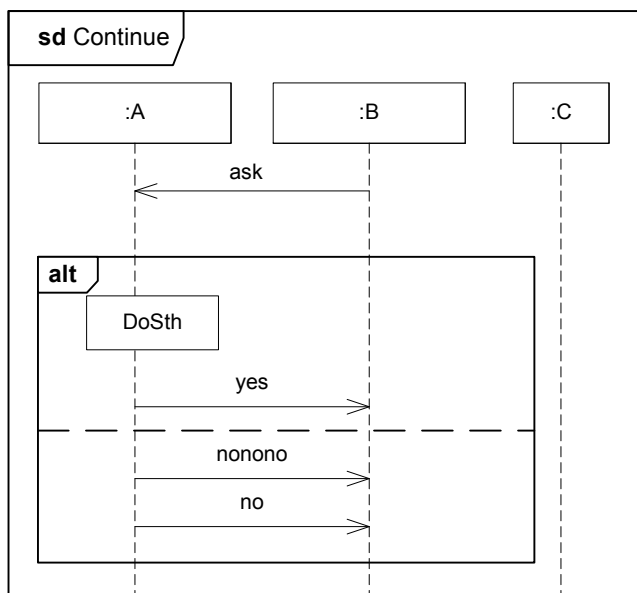 sd Continue
:A
:B
:C
ask
alt
DoSth
yes
nonono
no